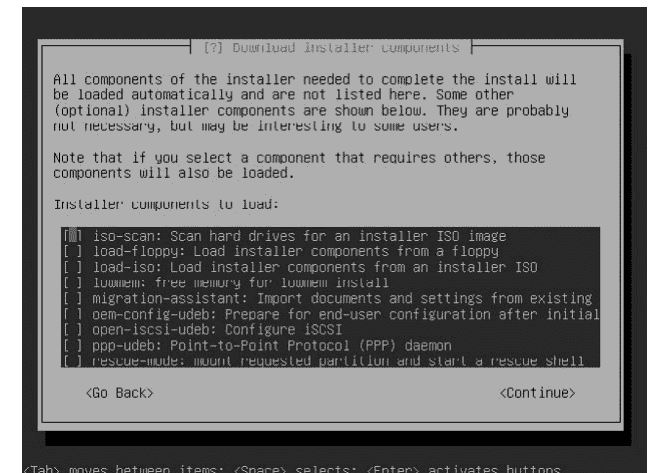 [?] Download installer components
All components of the installer needed to complete the install will
be loaded automatically and are not listed here. Some other
(optional) installer components are shown below. They are probably
not necessary, but may be interesting to some users.
Note that if you select a component that requires others, those
components will also be loaded.
Installer components to load:
[ ] iso-scan: Scan hard drives for an installer ISO image
[ ] load-floppy: Load installer components from a floppy
[ ] load-iso: Load installer components from an installer ISO
[ ] lowmem: free memory for lowmem install
[ ] migration-assistant: Import documents and settings from existing
[ ] oem-config-udeb: Prepare for end-user configuration after initial
[ ] open-iscsi-udeb: Configure iSCSI
[ ] ppp-udeb: Point-to-Point Protocol (PPP) daemon
[ ] rescue-mode: mount requested partition and start a rescue shell
<Go Back> <Continue>
<Tab> moves between items; <Space> selects; <Enter> activates buttons